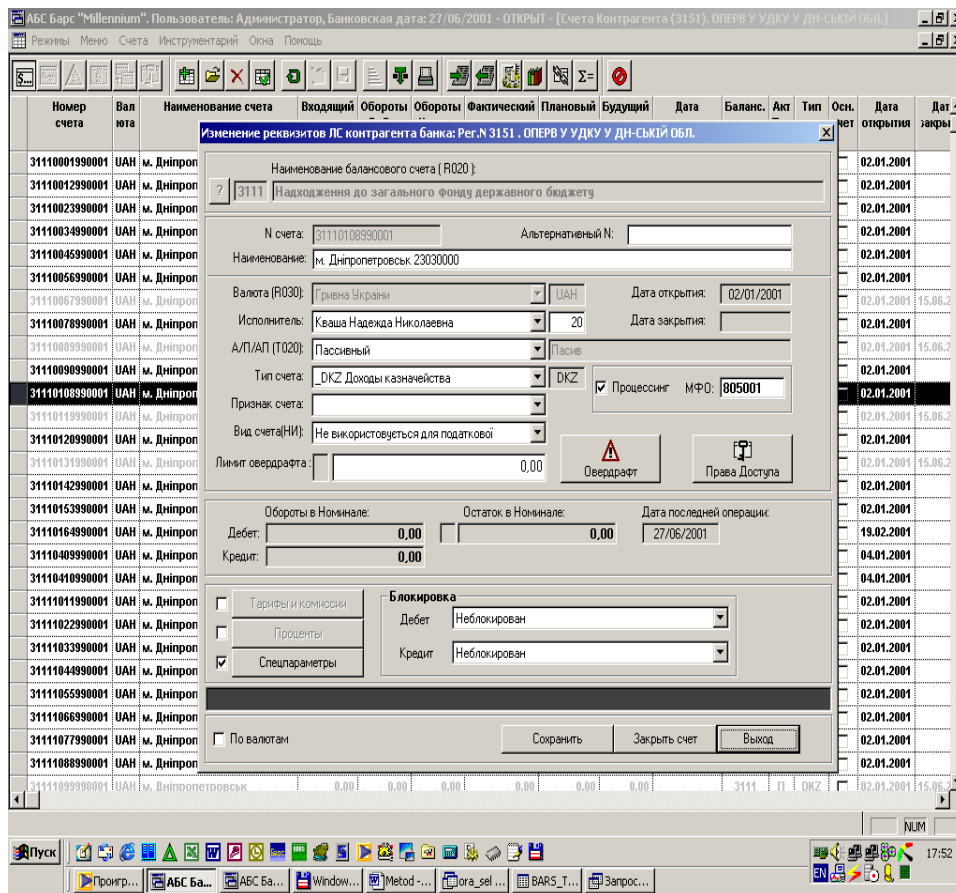 АБС Барс "Millennium". Пользователь: Администратор, Банковская дата: 27/06/2001 - ОТКРЫТ - [Счета Контрагента (3151). ОПЕРВ У УДКУ У ДН-СЬКІЙ ОБЛ.]
Режимы Меню Счета Инструментарий Окна Помощь
Номер счета Вал юта Наименование счета Входящий Обороты Обороты Фактический Плановый Будущий Дата Баланс. Акт Тип Осн. Дата открытия
Изменение реквизитов ЛС контрагента банка: Рег.N 3151 . ОПЕРВ У УДКУ У ДН-СЬКІЙ ОБЛ.
Наименование балансового счета ( R020 ):
? 3111 Надходження до загального фонду державного бюджету
N счета: 31110108990001 Альтернативный N:
Наименование: м. Дніпропетровськ 23030000
Валюта (R030): Гривна України UAH Дата открытия: 02/01/2001
Исполнитель: Кваша Надежда Николаевна 20 Дата закрытия:
А/П/АП (T020): Пассивный Пасив
Тип счета: _DKZ Доходы казначейства DKZ Процессинг МФО: 805001
Признак счета:
Вид счета(НИ): Не використовується для податкової
Лимит овердрафта : 0,00 Овердрафт Права Доступа
Обороты в Номинале: Остаток в Номинале: Дата последней операции:
Дебет: 0,00 0,00 27/06/2001
Кредит: 0,00
Тарифы и комиссии
Проценты
Спецпараметры
Блокировка
Дебет Неблокирован
Кредит Неблокирован
По валютам Сохранить Закрыть счет Выход
31110001990001 UAH м. Дніпроп 02.01.2001
31110012990001 UAH м. Дніпроп 02.01.2001
31110023990001 UAH м. Дніпроп 02.01.2001
31110034990001 UAH м. Дніпроп 02.01.2001
31110045990001 UAH м. Дніпроп 02.01.2001
31110056990001 UAH м. Дніпроп 02.01.2001
31110067990001 UAH м. Дніпроп 02.01.2001 15.06.2
31110078990001 UAH м. Дніпроп 02.01.2001
31110089990001 UAH м. Дніпроп 02.01.2001 15.06.2
31110090990001 UAH м. Дніпроп 02.01.2001
31110108990001 UAH м. Дніпроп 02.01.2001
31110119990001 UAH м. Дніпроп 02.01.2001 15.06.2
31110120990001 UAH м. Дніпроп 02.01.2001
31110131990001 UAH м. Дніпроп 02.01.2001 15.06.2
31110142990001 UAH м. Дніпроп 02.01.2001
31110153990001 UAH м. Дніпроп 02.01.2001
31110164990001 UAH м. Дніпроп 19.02.2001
31110409990001 UAH м. Дніпроп 04.01.2001
31110410990001 UAH м. Дніпроп 04.01.2001
31111011990001 UAH м. Дніпроп 02.01.2001
31111022990001 UAH м. Дніпроп 02.01.2001
31111033990001 UAH м. Дніпроп 02.01.2001
31111044990001 UAH м. Дніпроп 02.01.2001
31111055990001 UAH м. Дніпроп 02.01.2001
31111066990001 UAH м. Дніпроп 02.01.2001
31111077990001 UAH м. Дніпроп 02.01.2001
31111088990001 UAH м. Дніпроп 02.01.2001
31111099990001 UAH м. Дніпропетровськ 0.00 0.00 0.00 0.00 0.00 0.00 3111 П DKZ 02.01.2001 15.06.2
NUM
Пуск EN 17:52
Проигр... АБС Ба... АБС Ба... Window... Metod -... ora_sel ... BARS_T... Запрос...